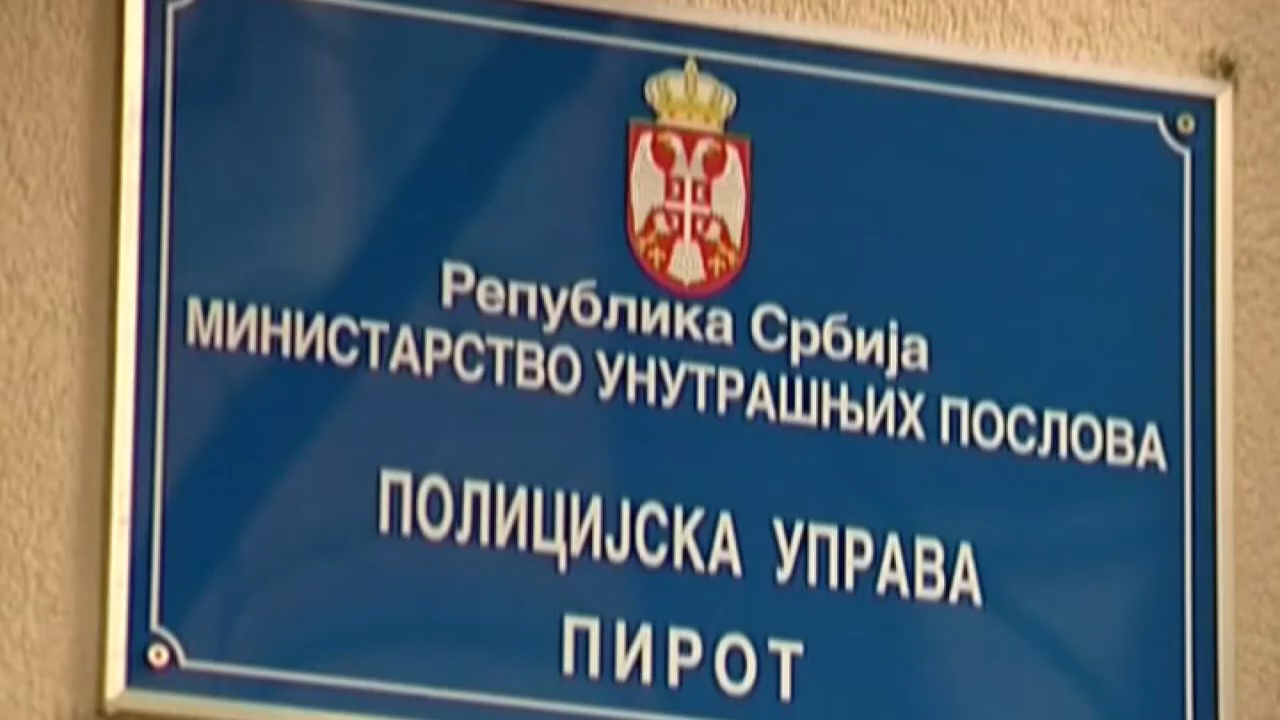 Република Србија
МИНИСТАРСТВО УНУТРАШЊИХ ПОСЛОВА
ПОЛИЦИЈСКА УПРАВА
ПИРОТ